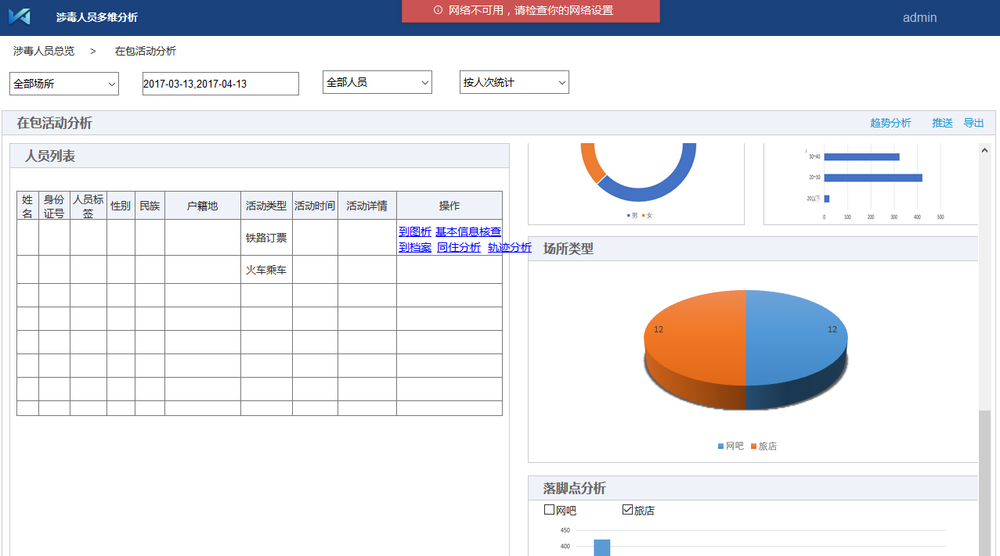 涉毒人员多维分析
网络不可用，请检查你的网络设置
admin
涉毒人员总览 > 在包活动分析
全部场所
2017-03-13,2017-04-13
全部人员
按人次统计
在包活动分析
趋势分析 推送 导出
人员列表
姓名 身份证号 人员标签 性别 民族 户籍地 活动类型 活动时间 活动详情 操作
铁路订票
到图析 基本信息核查
到档案 同住分析 轨迹分析
火车乘车
男 女
30~40
20~30
20以下
0 100 200 300 400 500
场所类型
12 12
网吧 旅店
落脚点分析
网吧 旅店
450
400